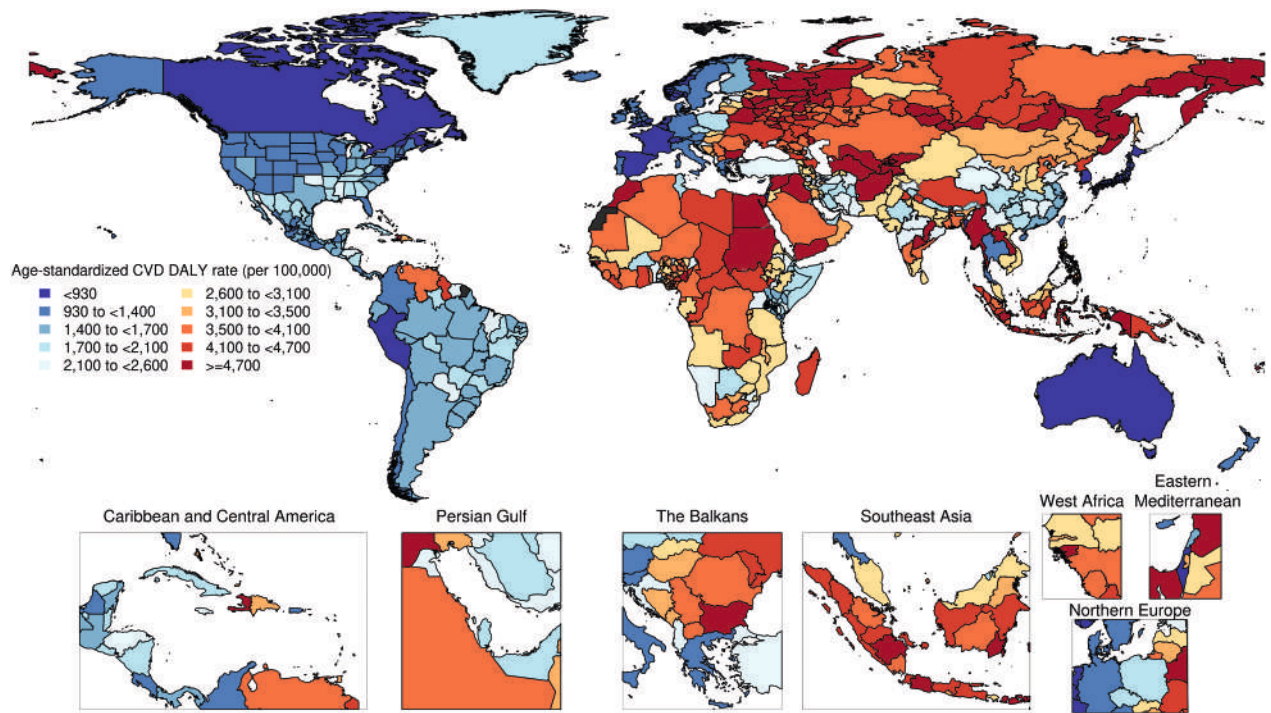 Age-standardized CVD DALY rate (per 100,000)
<930
930 to <1,400
1,400 to <1,700
1,700 to <2,100
2,100 to <2,600
2,600 to <3,100
3,100 to <3,500
3,500 to <4,100
4,100 to <4,700
>=4,700
Caribbean and Central America
Persian Gulf
The Balkans
Southeast Asia
West Africa
Eastern
Mediterranean
Northern Europe